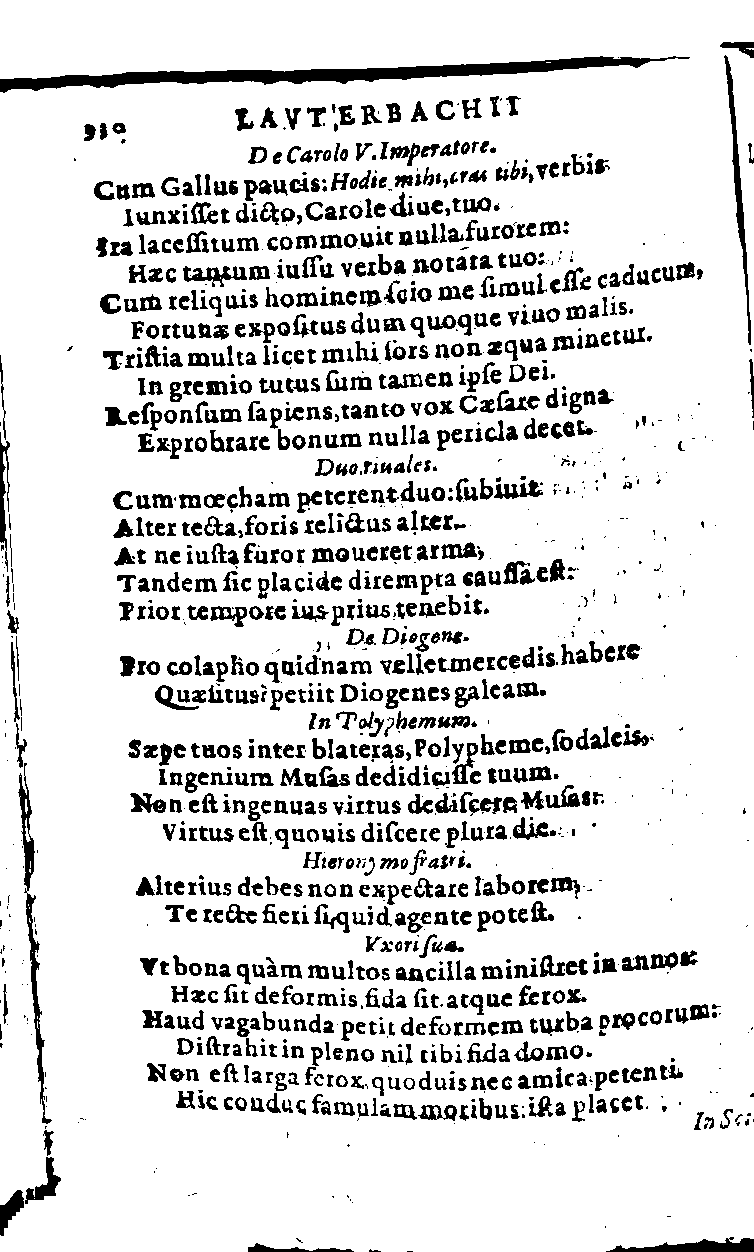 930 LAVTERBACHII
De Carolo V. Imperatore.
Cum Gallus paucis: Hodie mihi, cras tibi, verbis
Iunxiſſet dicto, Carole diue, tuo.
Ira laceſſitum commouit nulla furorem:
Hæc tantum iuſſu verba notata tuo:
Cum reliquis hominem ſcio me ſimul eſſe caducum,
Fortunæ expoſitus dum quoque viuo malis.
Triſtia multa licet mihi ſors non æqua minetur.
In gremio tutus ſum tamen ipſe Dei.
Reſponſum ſapiens, tanto vox Cæſare digna
Exprobrare bonum nulla pericla decet.
Duo riuales.
Cum mœcham peterent duo: ſubiuit
Alter tecta, foris relictus alter.
At ne iuſta furor moueret arma,
Tandem ſic placide dirempta cauſſa eſt:
Prior tempore ius prius tenebit.
De Diogene.
Pro colapho quidnam vellet mercedis habere
Quæſitus? petiit Diogenes galeam.
In Polyphemum.
Sæpe tuos inter blateras, Polypheme, ſodaleis,
Ingenium Muſas dedidiciſſe tuum.
Non eſt ingenuas virtus dediſcere Muſas:
Virtus eſt quouis diſcere plura die.
Hieronymo fratri.
Alterius debes non expectare laborem,
Te recte fieri ſi quid agente poteſt.
Vxori ſuæ.
Vt bona quàm multos ancilla miniſtret in annos:
Hæc ſit deformis, fida ſit atque ferox.
Haud vagabunda petit deformem turba procorum:
Diſtrahit in pleno nil tibi fida domo.
Non eſt larga ferox, quoduis nec amica petenti.
Hic conduc famulam moribus: iſta placet.
In